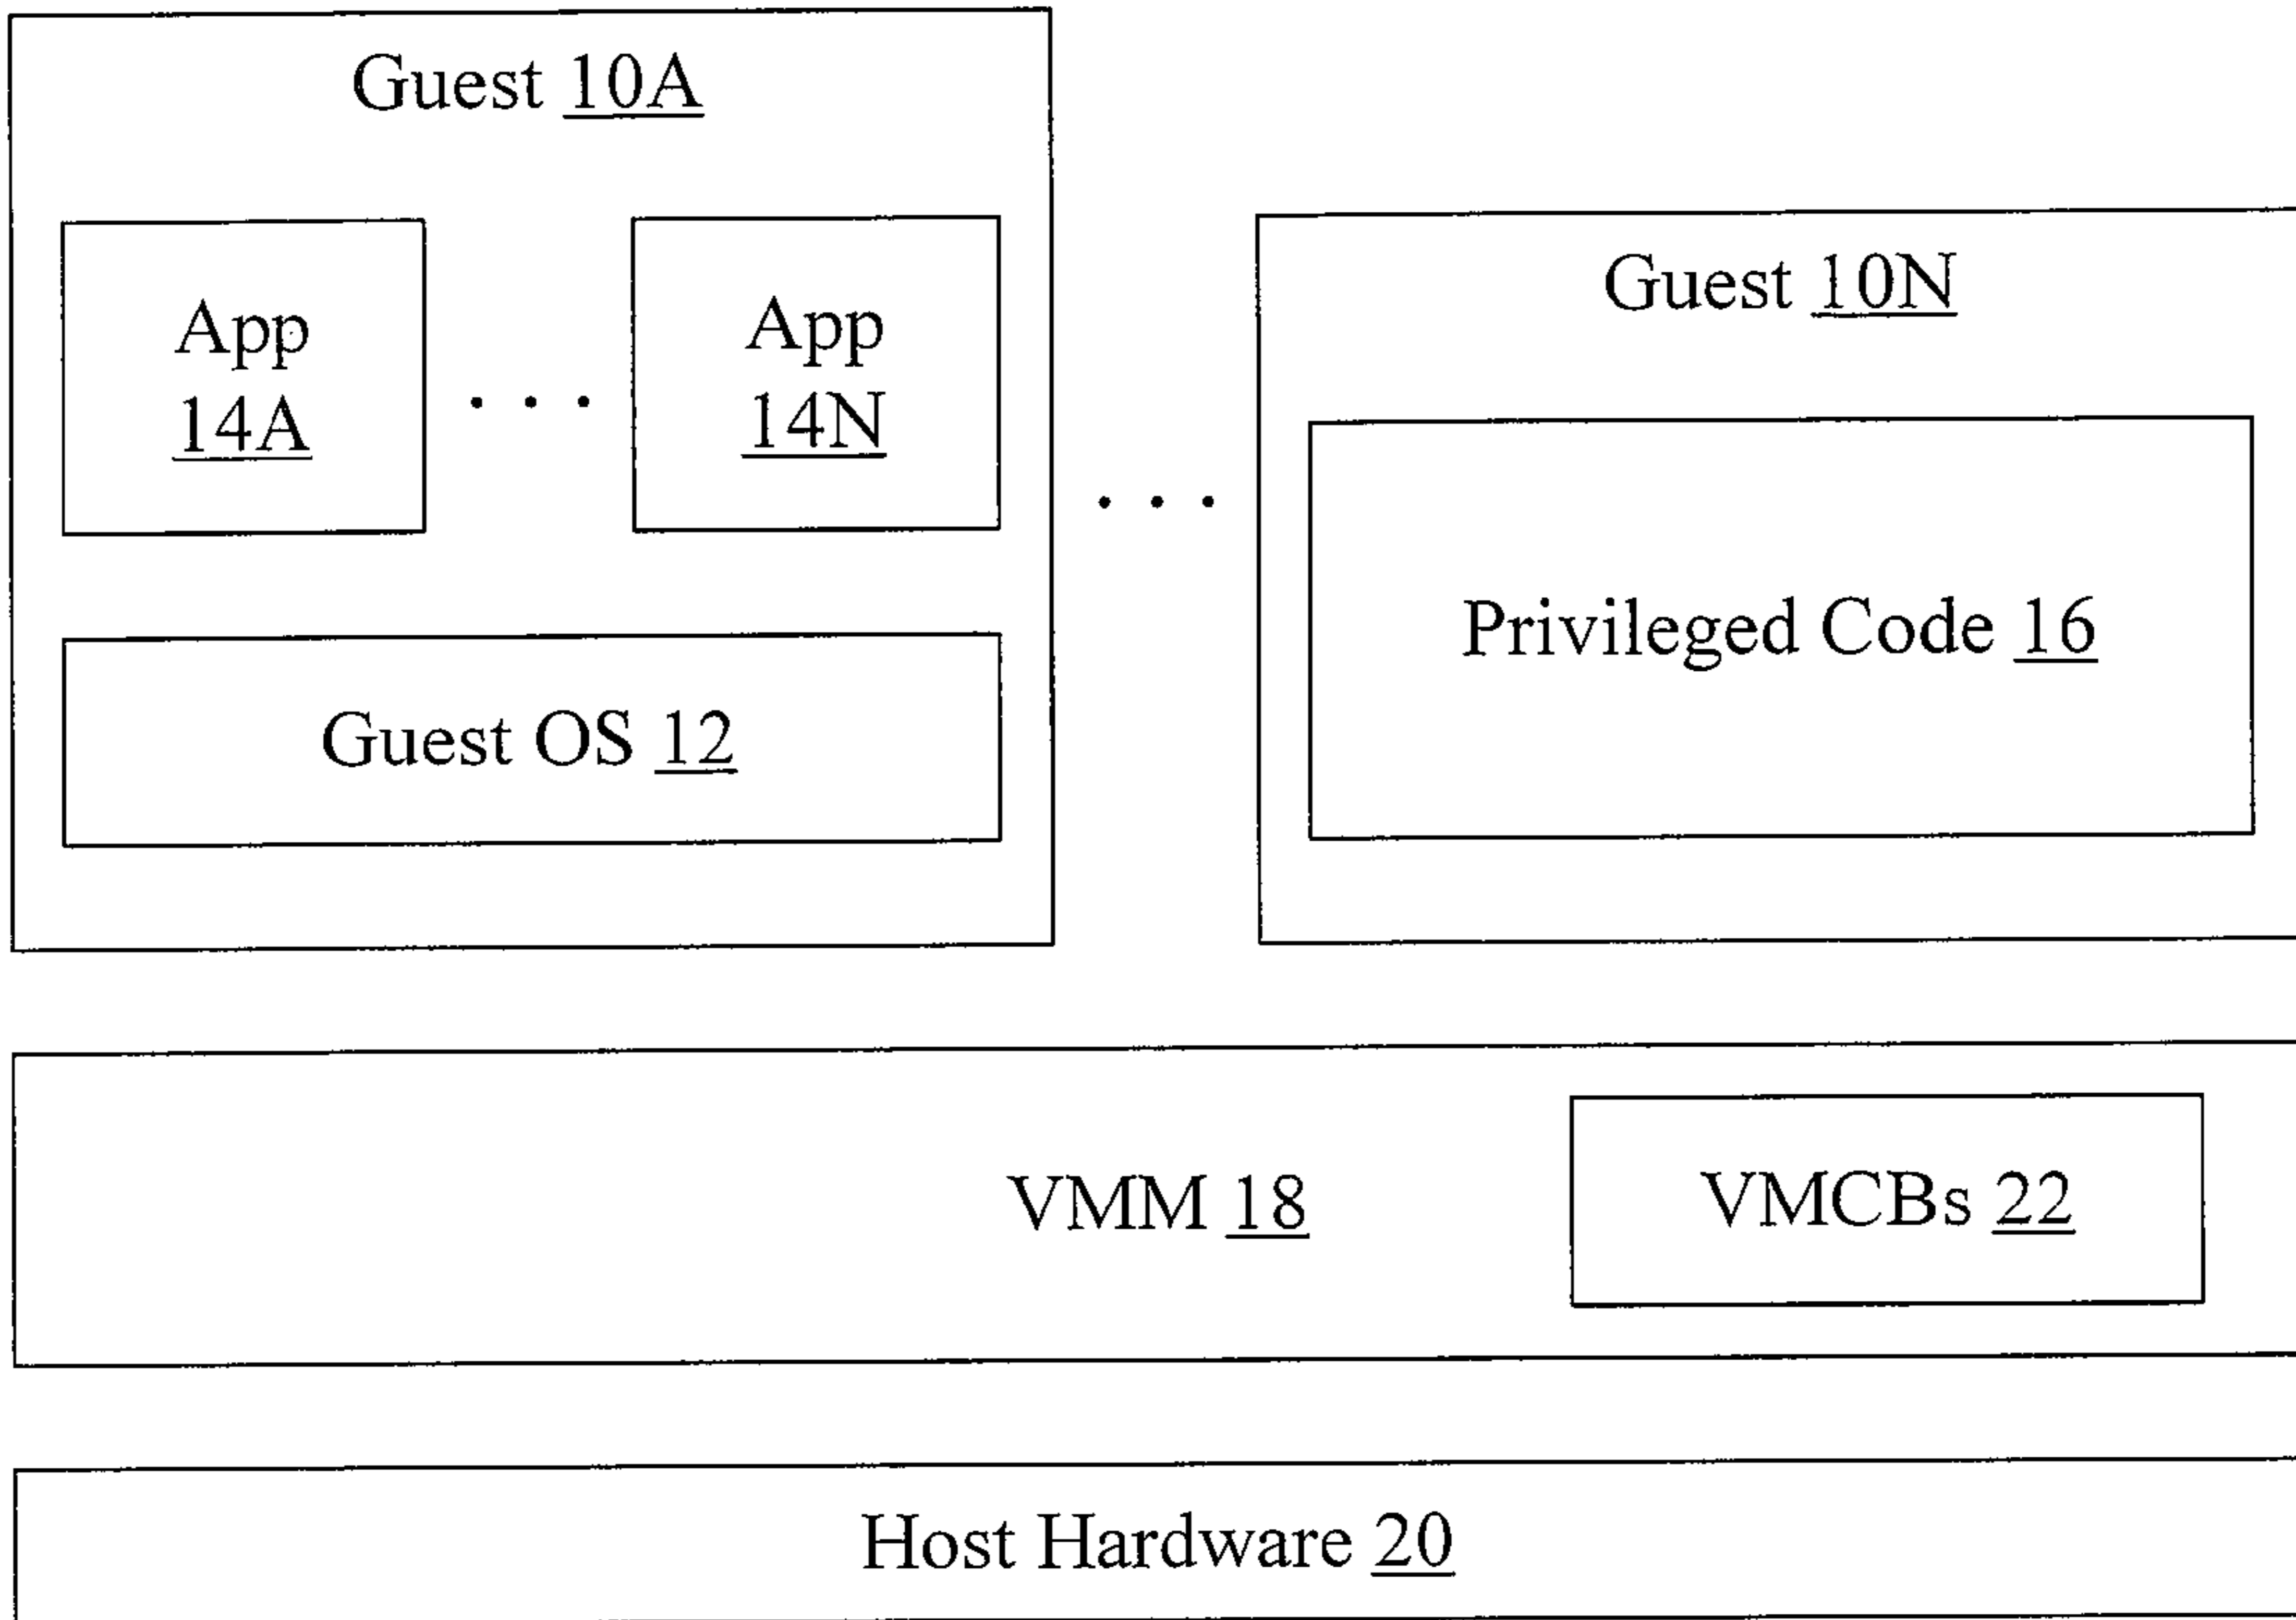 Guest 10A
App
14A
. . .
App
14N
Guest OS 12
. . .
Guest 10N
Privileged Code 16
VMM 18
VMCBs 22
Host Hardware 20